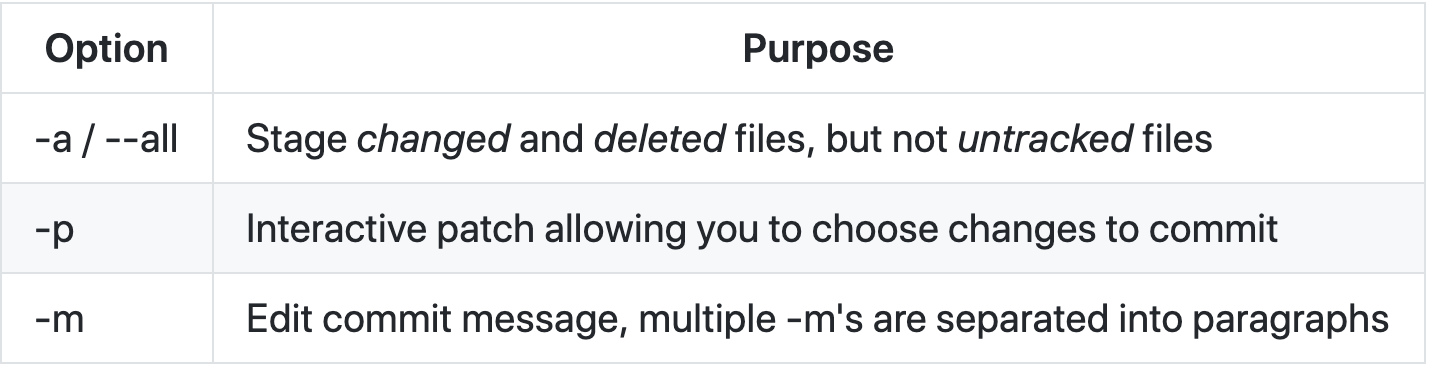 Option Purpose
-a / --all Stage changed and deleted files, but not untracked files
-p Interactive patch allowing you to choose changes to commit
-m Edit commit message, multiple -m's are separated into paragraphs